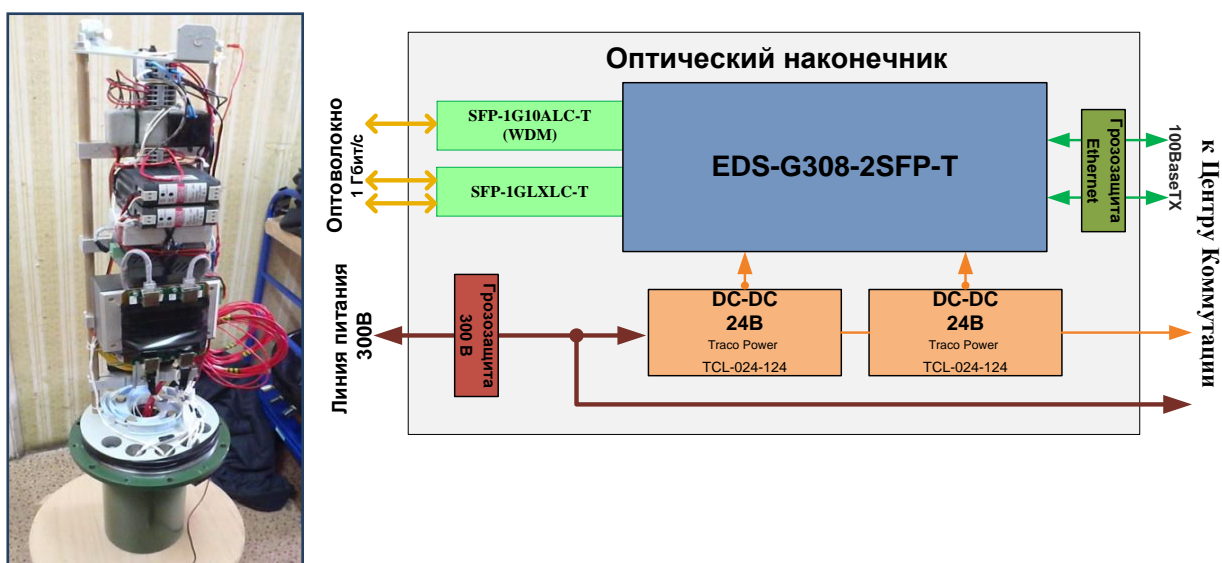 Оптический наконечник
Оптоволокно
1 Гбит/с
SFP-1G10ALC-T
(WDM)
SFP-1GLXLC-T
EDS-G308-2SFP-T
Грозозащита
Ethernet
100BaseTX
к Центру Коммутации
Линия питания
300В
Грозозащита
300 В
DC-DC
24В
Traco Power
TCL-024-124
DC-DC
24В
Traco Power
TCL-024-124